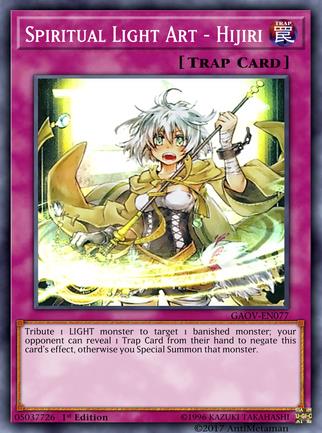 Spiritual Light Art - Hijiri
TRAP
罠
[TRAP CARD]
GAOV-EN077
Tribute 1 LIGHT monster to target 1 banished monster; your
opponent can reveal 1 Trap Card from their hand to negate
this card's effect, otherwise you Special Summon that monster.
05037726 1st Edition ©1996 KAZUKI TAKAHASHI
©2017 AntiMetaman